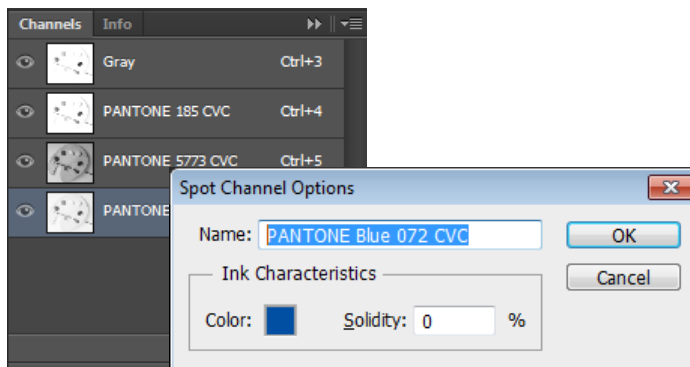 Channels Info
Gray Ctrl+3
PANTONE 185 CVC Ctrl+4
PANTONE 5773 CVC Ctrl+5
PANTONE
Spot Channel Options
Name: PANTONE Blue 072 CVC OK
Ink Characteristics Cancel
Color: Solidity: 0 %